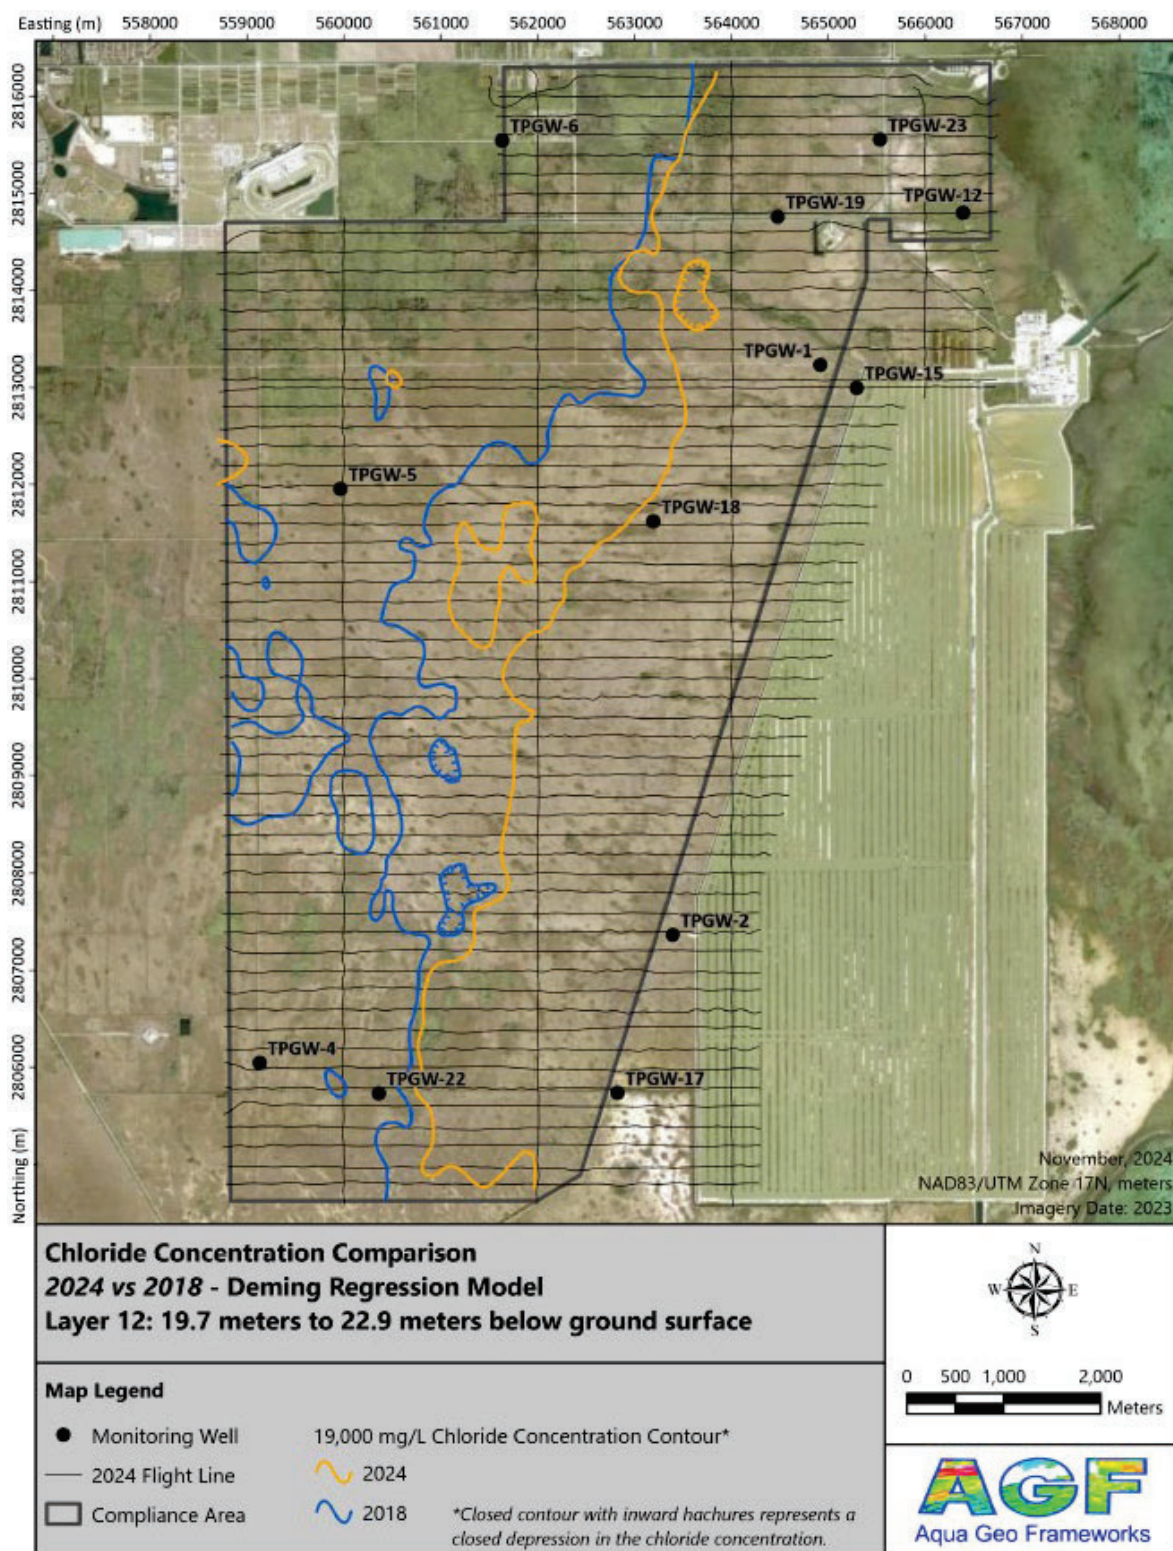 Easting (m) 558000 559000 560000 561000 562000 563000 564000 565000 566000 567000 568000
2816000
TPGW-6
TPGW-23
2815000
TPGW-19
TPGW-12
2814000
TPGW-1
TPGW-15
2813000
2812000
TPGW-5
TPGW-18
2811000
2810000
2809000
2808000
TPGW-2
2807000
2806000
TPGW-4
TPGW-22
TPGW-17
Northing (m)
November, 2024
NAD83/UTM Zone 17N, meters
Imagery Date: 2023
Chloride Concentration Comparison
2024 vs 2018 - Deming Regression Model
Layer 12: 19.7 meters to 22.9 meters below ground surface
N
W E
S
0 500 1,000 2,000
Meters
Map Legend
Monitoring Well
2024 Flight Line
Compliance Area
19,000 mg/L Chloride Concentration Contour*
2024
2018
*Closed contour with inward hachures represents a
closed depression in the chloride concentration.
AGF
Aqua Geo Frameworks